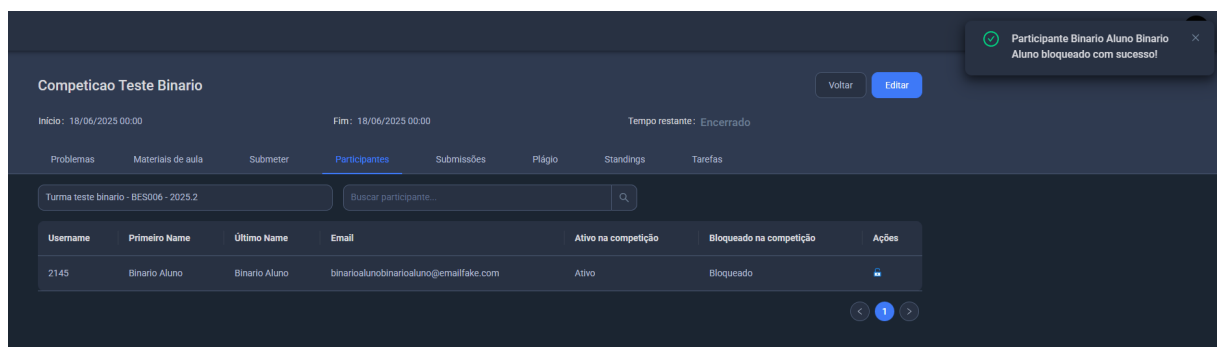 Participante Binario Aluno Binario
Aluno bloqueado com sucesso!
Competicao Teste Binario
Voltar
Editar
Início: 18/06/2025 00:00
Fim: 18/06/2025 00:00
Tempo restante: Encerrado
Problemas Materiais de aula Submeter Participantes Submissões Plágio Standings Tarefas
Turma teste binario - BES006 - 2025.2
Buscar participante...
Username Primeiro Name Último Name Email Ativo na competição Bloqueado na competição Ações
2145 Binario Aluno Binario Aluno binarioalunobinarioaluno@emailfake.com Ativo Bloqueado
< 1 >